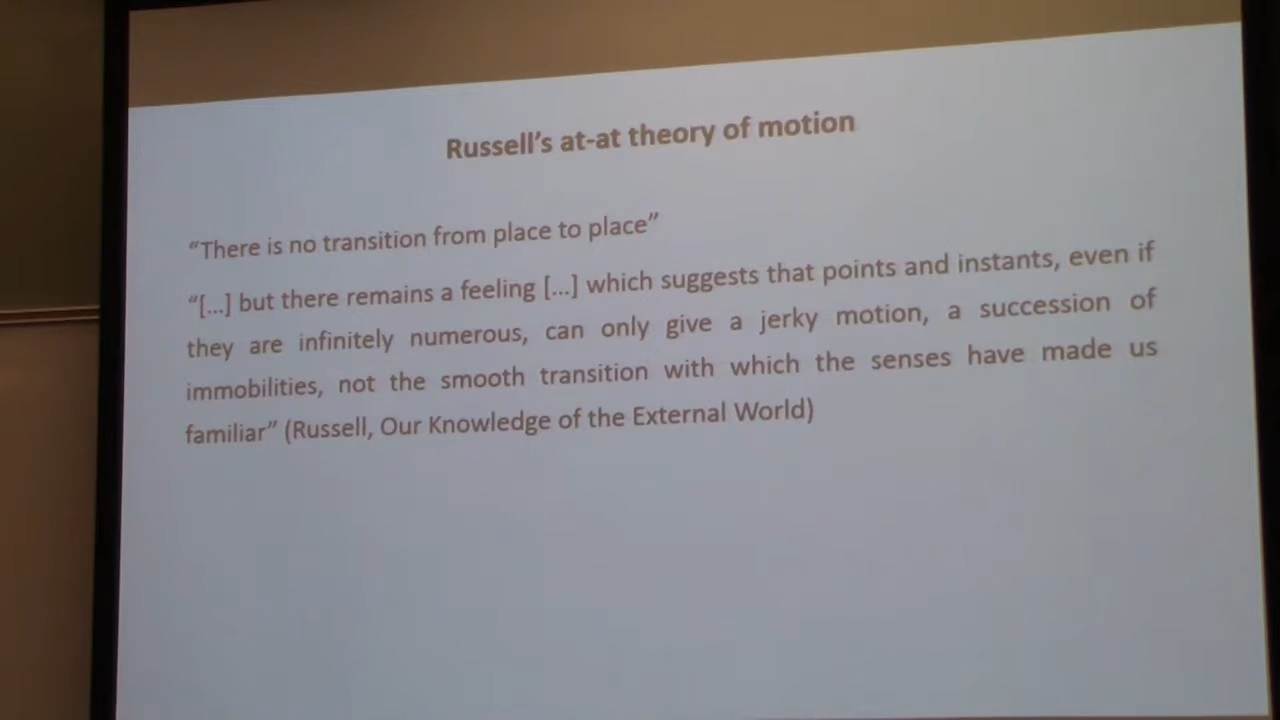 Russell's at-at theory of motion
“There is no transition from place to place”
“[...] but there remains a feeling [...] which suggests that points and instants, even if
they are infinitely numerous, can only give a jerky motion, a succession of
immobilities, not the smooth transition with which the senses have made us
familiar” (Russell, Our Knowledge of the External World)